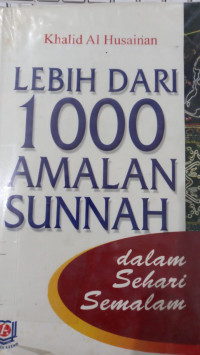 Khalid Al Husainan
LEBIH DARI
1000
AMALAN
SUNNAH
dalam
Sehari
Semalam